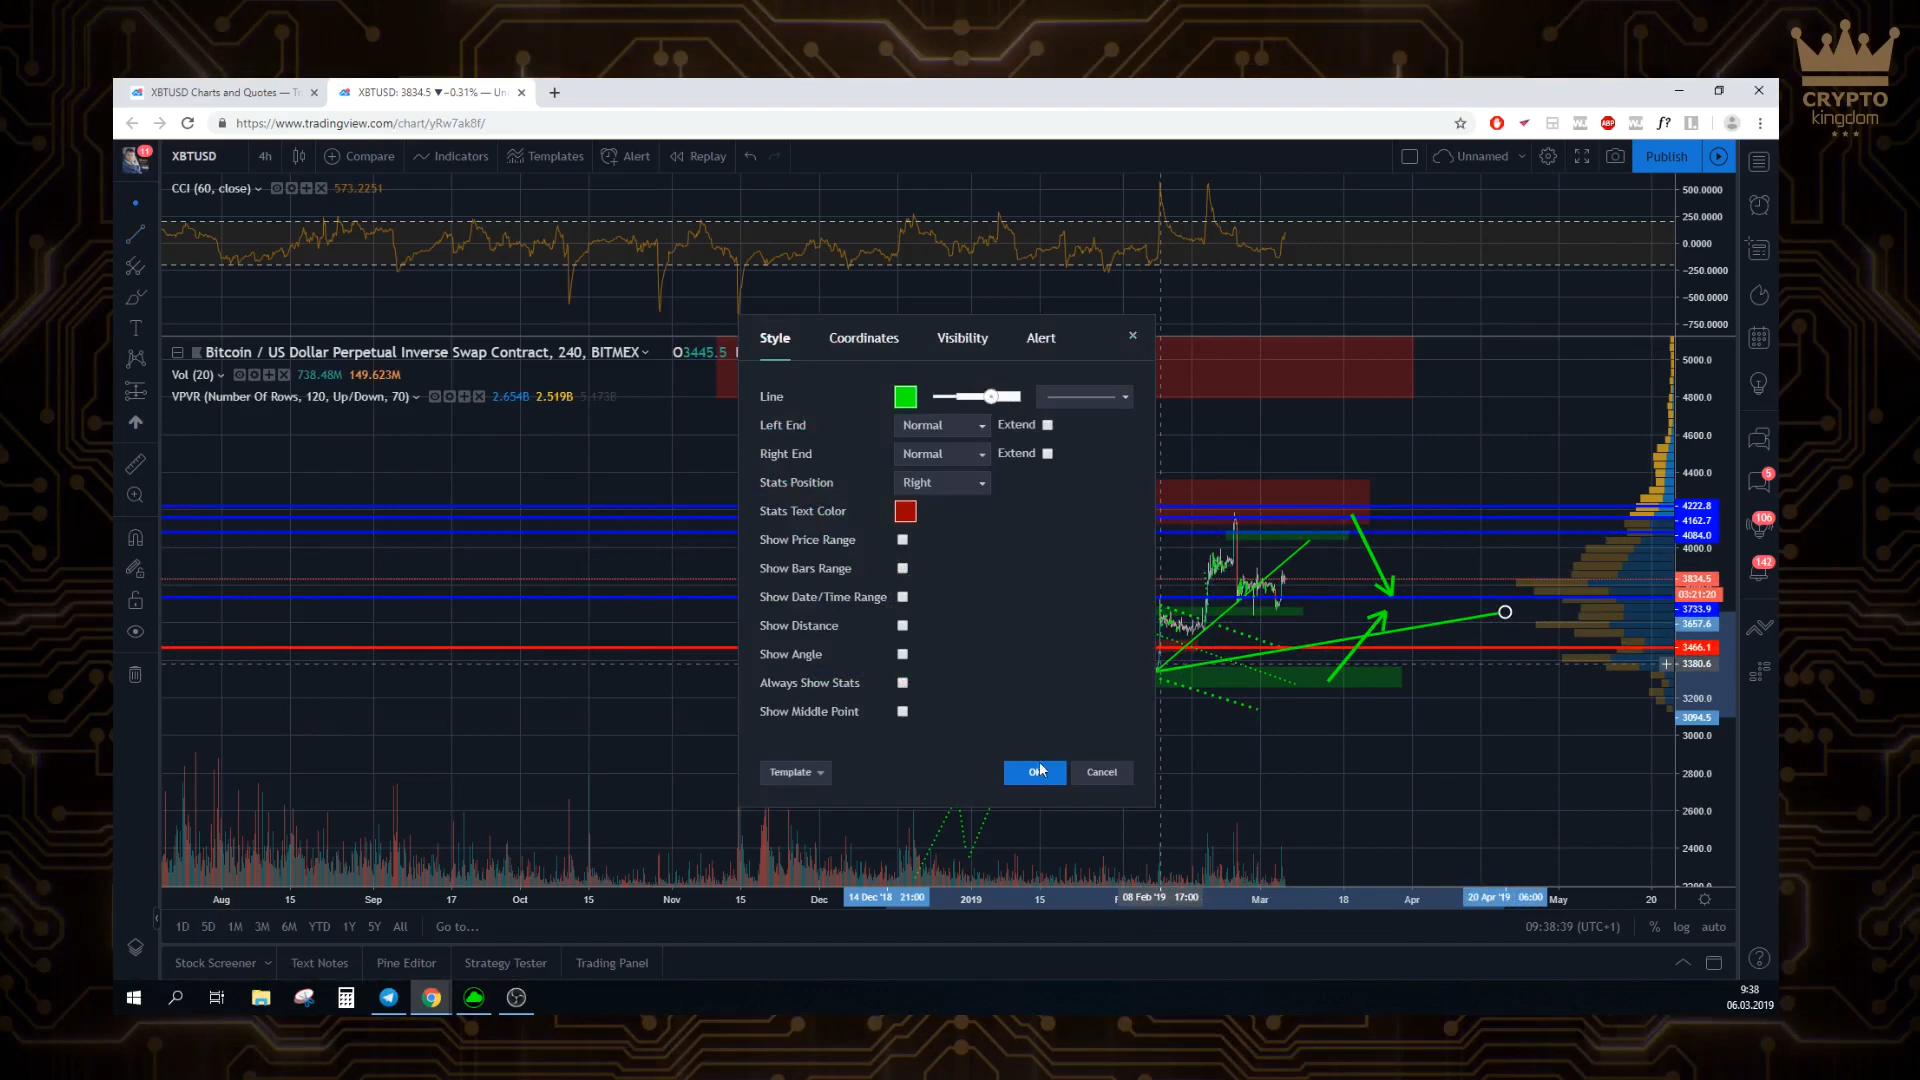 CRYPTO
kingdom
XBTUSD Charts and Quotes — Tr
XBTUSD: 3834.5 ▼ −0.31% — Un
https://www.tradingview.com/chart/yRw7ak8f/
ABP
f?
11
XBTUSD
4h
Compare
Indicators
Templates
Alert
Replay
Unnamed
Publish
CCI (60, close)
573.2251
500.0000
250.0000
0.0000
−250.0000
−500.0000
−750.0000
Bitcoin / US Dollar Perpetual Inverse Swap Contract, 240, BITMEX
O3445.5
Vol (20)
738.48M 149.623M
VPVR (Number Of Rows, 120, Up/Down, 70)
2.654B 2.519B 5.173B
Style
Coordinates
Visibility
Alert
Line
Left End
Normal
Extend
Right End
Normal
Extend
Stats Position
Right
Stats Text Color
Show Price Range
Show Bars Range
Show Date/Time Range
Show Distance
Show Angle
Always Show Stats
Show Middle Point
Template
Cancel
5000.0
4800.0
4600.0
4400.0
4222.8
4162.7
4084.0
4000.0
3834.5
03:21:20
3733.9
3657.6
3466.1
3380.6
3200.0
3094.5
3000.0
2800.0
2600.0
2400.0
2200.0
5
106
142
Aug 15 Sep 17 Oct 15 Nov 15 Dec 14 Dec '18 21:00 2019 15 F 08 Feb '19 17:00 Mar 18 Apr 20 Apr '19 06:00 May 20
1D 5D 1M 3M 6M YTD 1Y 5Y All Go to...
09:38:39 (UTC+1) % log auto
Stock Screener
Text Notes
Pine Editor
Strategy Tester
Trading Panel
9:38
06.03.2019